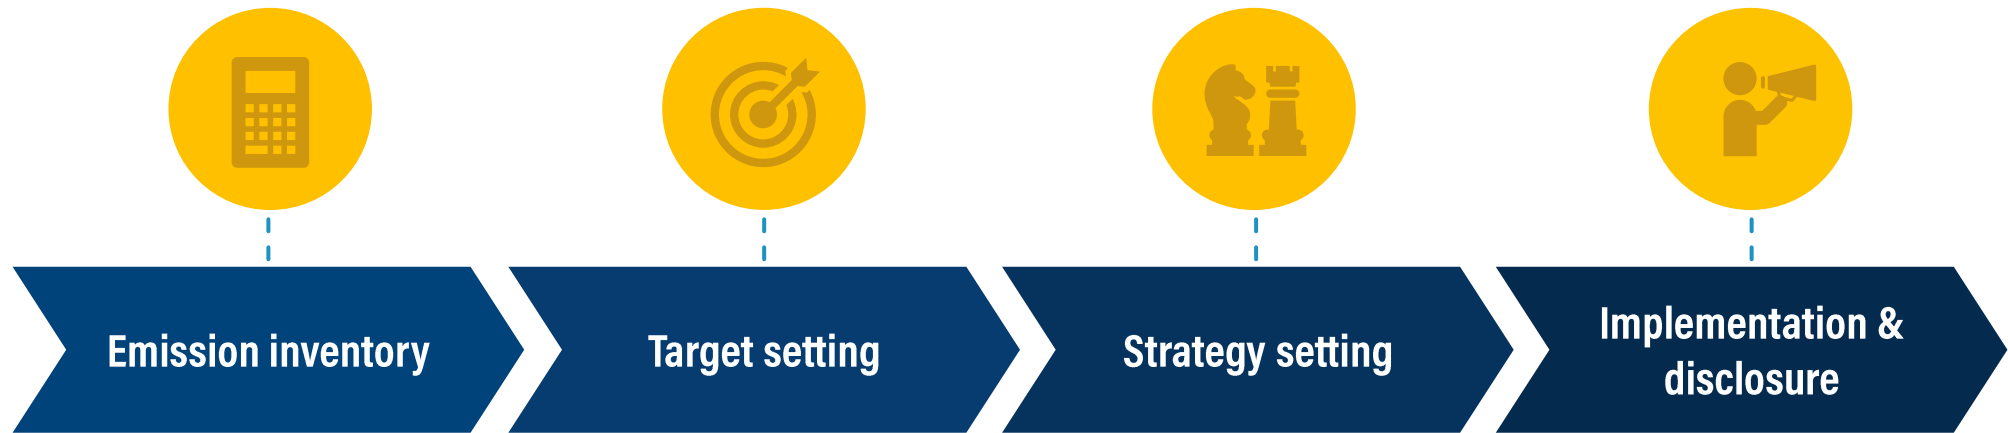 Emission inventory
Target setting
Strategy setting
Implementation &
disclosure